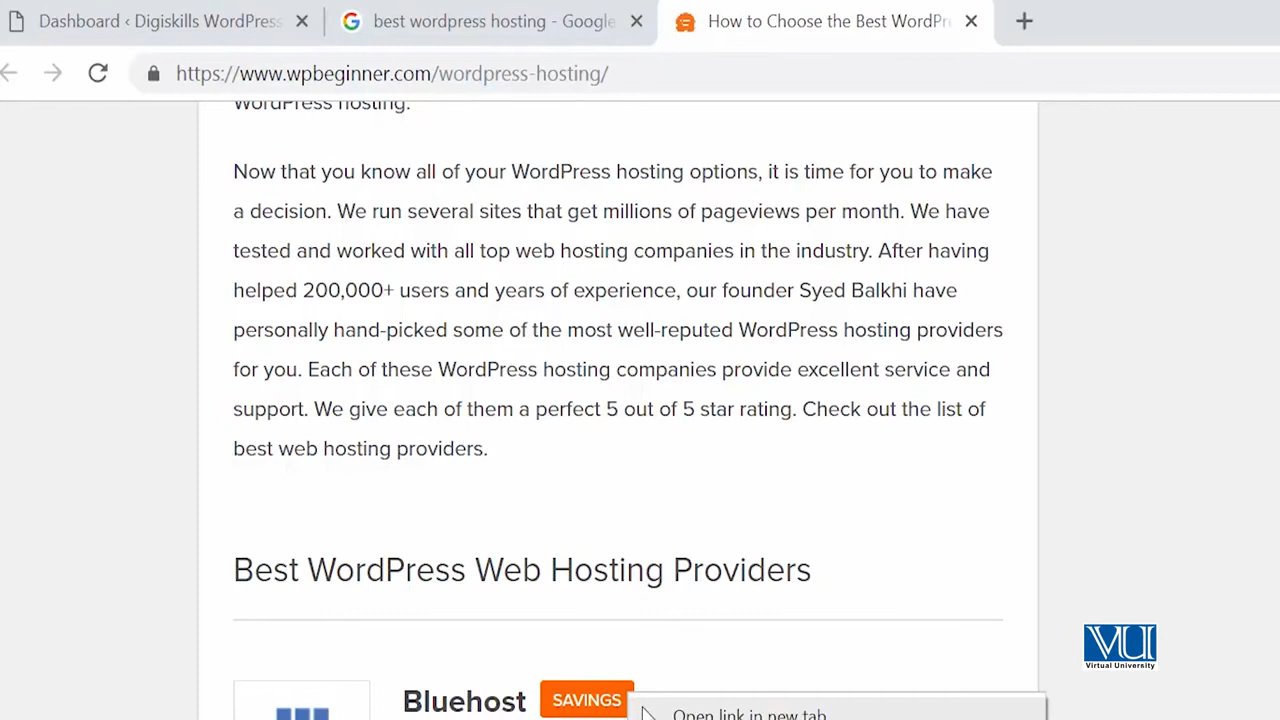 Dashboard ‹ Digiskills WordPress
best wordpress hosting - Google
How to Choose the Best WordPr
https://www.wpbeginner.com/wordpress-hosting/
WordPress hosting.
Now that you know all of your WordPress hosting options, it is time for you to make
a decision. We run several sites that get millions of pageviews per month. We have
tested and worked with all top web hosting companies in the industry. After having
helped 200,000+ users and years of experience, our founder Syed Balkhi have
personally hand-picked some of the most well-reputed WordPress hosting providers
for you. Each of these WordPress hosting companies provide excellent service and
support. We give each of them a perfect 5 out of 5 star rating. Check out the list of
best web hosting providers.
Best WordPress Web Hosting Providers
VU
Virtual University
Bluehost SAVINGS
Open link in new tab